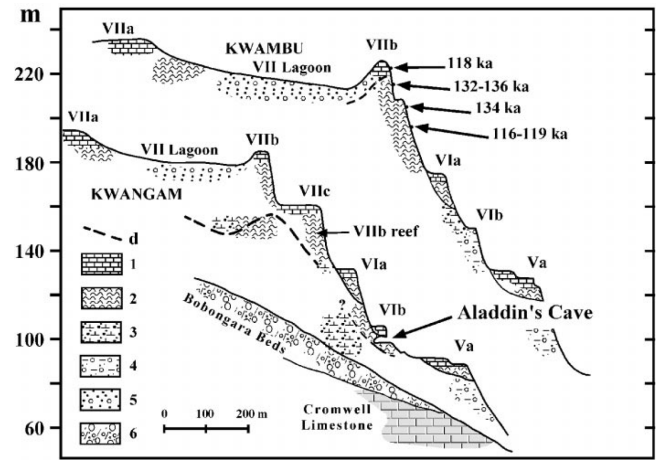 m
VIIa
KWAMBU
VIIb
VII Lagoon
118 ka
132-136 ka
134 ka
116-119 ka
220
VIIa
VII Lagoon
VIIb
VIa
180
KWANGAM
VIIc
VIb
d
VIIb reef
Va
1
140
VIa
2
?
VIb
Aladdin's Cave
3
100
Bobongara Beds
Va
4
5
0 100 200 m
Cromwell
Limestone
60
6